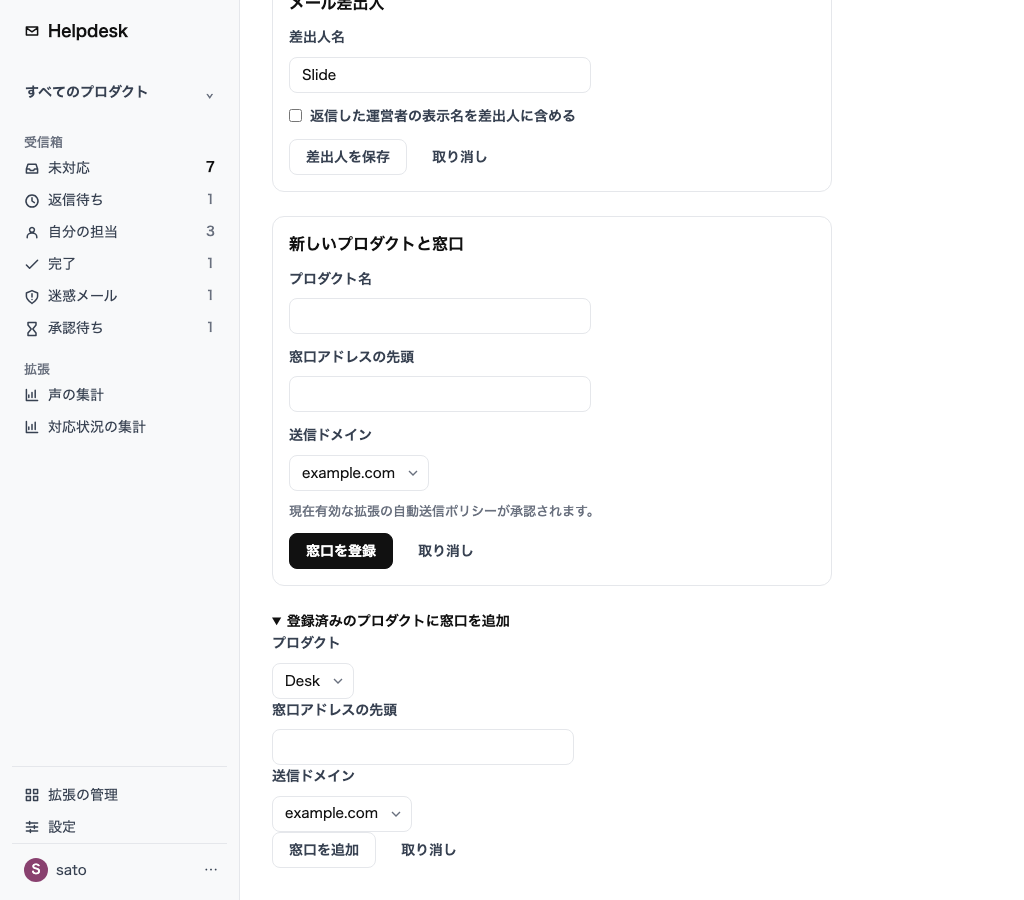 Helpdesk
すべてのプロダクト
受信箱
未対応 7
返信待ち 1
自分の担当 3
完了 1
迷惑メール 1
承認待ち 1
拡張
声の集計
対応状況の集計
拡張の管理
設定
S sato ...
メール差出人
差出人名
Slide
返信した運営者の表示名を差出人に含める
差出人を保存 取り消し
新しいプロダクトと窓口
プロダクト名
窓口アドレスの先頭
送信ドメイン
example.com
現在有効な拡張の自動送信ポリシーが承認されます。
窓口を登録 取り消し
▼ 登録済みのプロダクトに窓口を追加
プロダクト
Desk
窓口アドレスの先頭
送信ドメイン
example.com
窓口を追加 取り消し